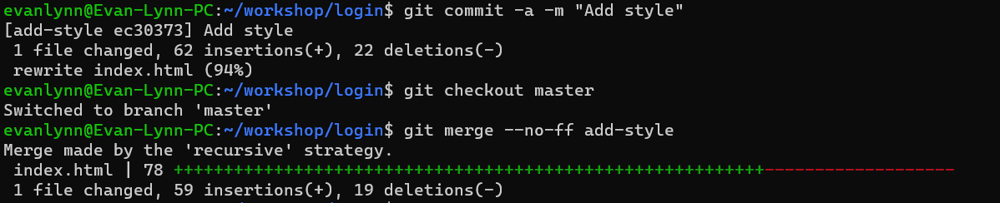 evanlynn@Evan-Lynn-PC:~/workshop/login$ git commit -a -m "Add style"
[add-style ec30373] Add style
 1 file changed, 62 insertions(+), 22 deletions(-)
 rewrite index.html (94%)
evanlynn@Evan-Lynn-PC:~/workshop/login$ git checkout master
Switched to branch 'master'
evanlynn@Evan-Lynn-PC:~/workshop/login$ git merge --no-ff add-style
Merge made by the 'recursive' strategy.
 index.html | 78 +++++++++++++++++++++++++++++++++++++++++++++++++++++++++++-------------------
 1 file changed, 59 insertions(+), 19 deletions(-)